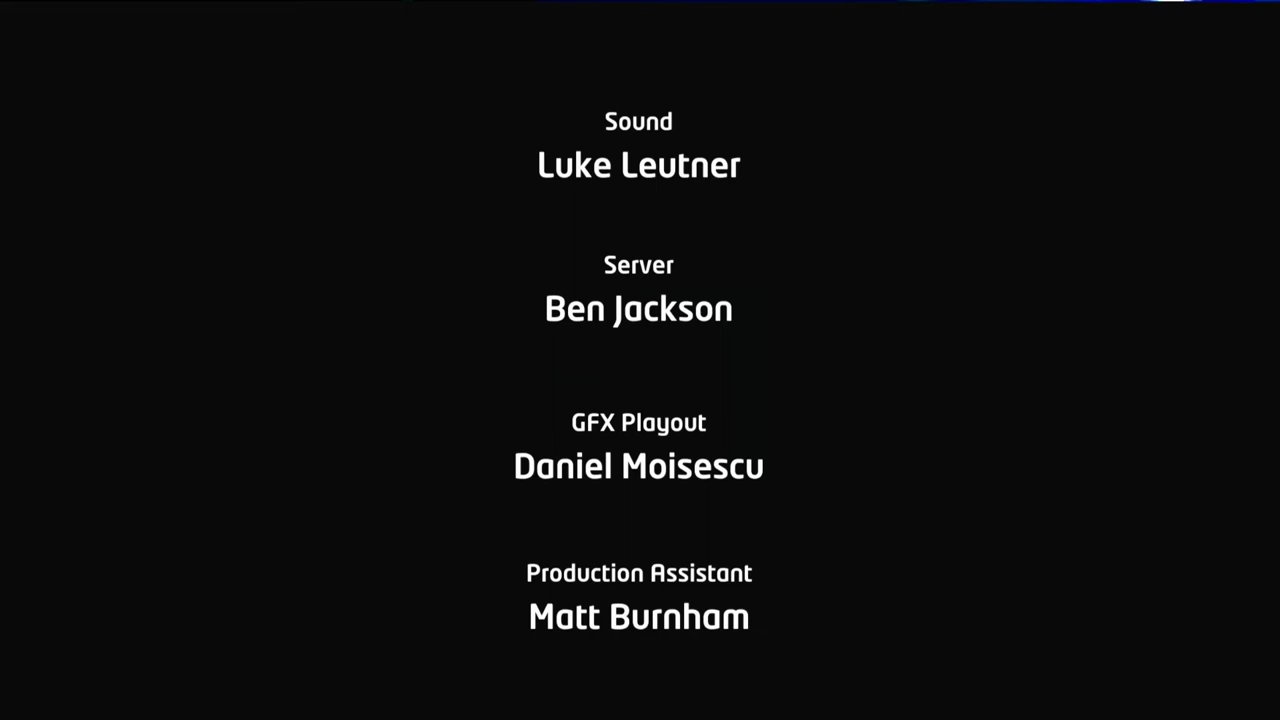 Sound
Luke Leutner
Server
Ben Jackson
GFX Playout
Daniel Moisescu
Production Assistant
Matt Burnham